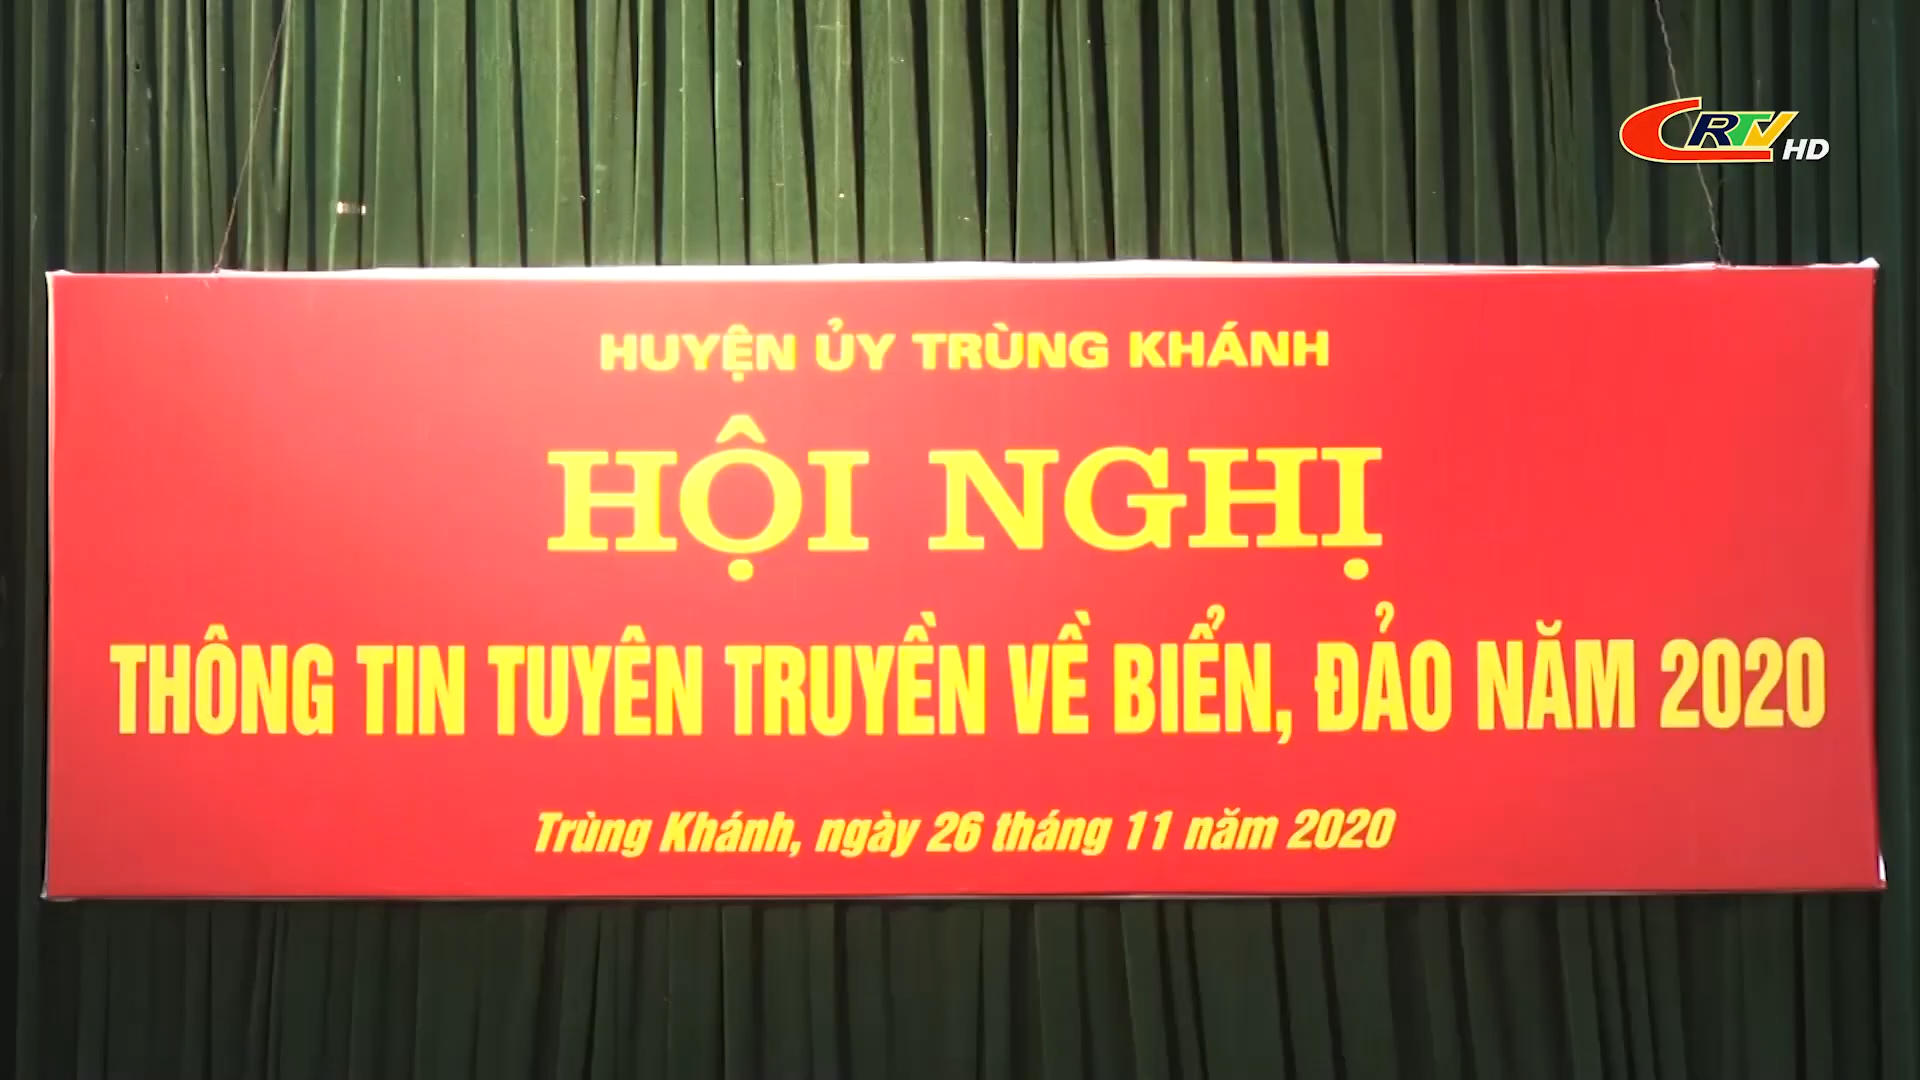 CRTV HD
HUYỆN ỦY TRÙNG KHÁNH
HỘI NGHỊ
THÔNG TIN TUYÊN TRUYỀN VỀ BIỂN, ĐẢO NĂM 2020
Trùng Khánh, ngày 26 tháng 11 năm 2020